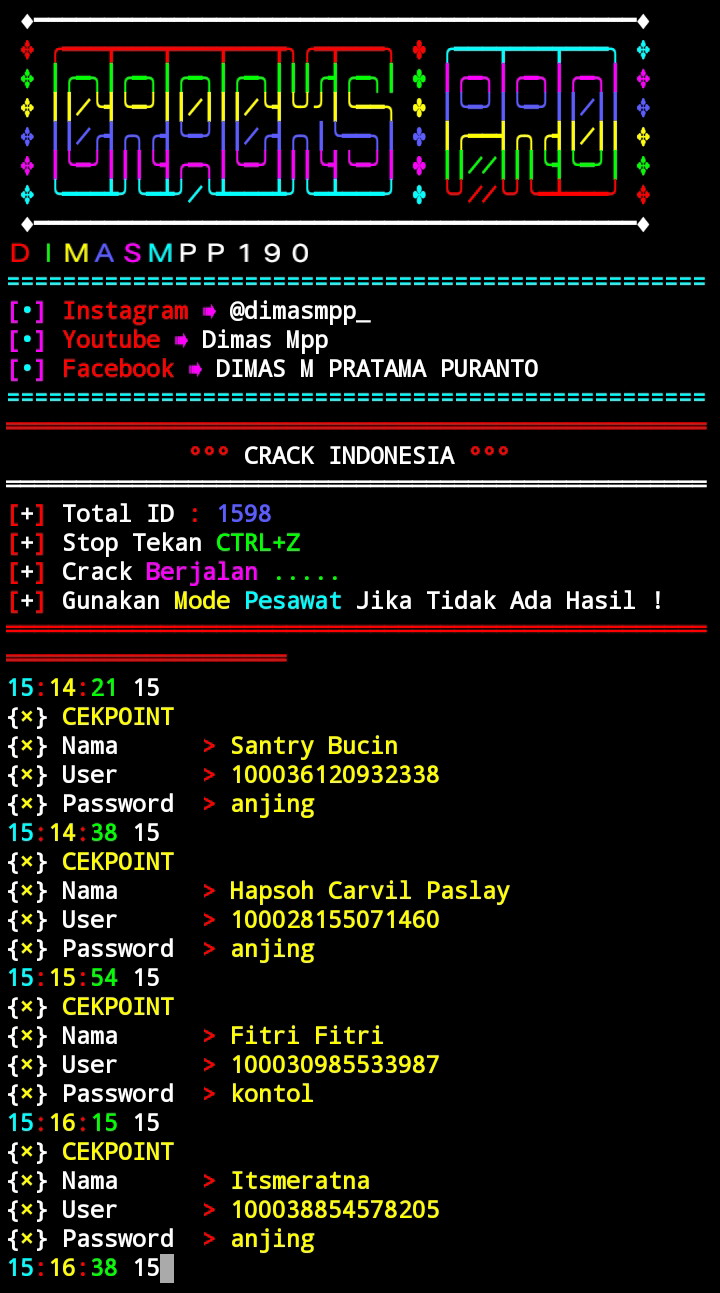 DIMASMPP190
[•] Instagram ➠ @dimasmpp_
[•] Youtube ➠ Dimas Mpp
[•] Facebook ➠ DIMAS M PRATAMA PURANTO
°°° CRACK INDONESIA °°°
[+] Total ID : 1598
[+] Stop Tekan CTRL+Z
[+] Crack Berjalan .....
[+] Gunakan Mode Pesawat Jika Tidak Ada Hasil !
15:14:21 15
{×} CEKPOINT
{×} Nama > Santry Bucin
{×} User > 100036120932338
{×} Password > anjing
15:14:38 15
{×} CEKPOINT
{×} Nama > Hapsoh Carvil Paslay
{×} User > 100028155071460
{×} Password > anjing
15:15:54 15
{×} CEKPOINT
{×} Nama > Fitri Fitri
{×} User > 100030985533987
{×} Password > kontol
15:16:15 15
{×} CEKPOINT
{×} Nama > Itsmeratna
{×} User > 100038854578205
{×} Password > anjing
15:16:38 15